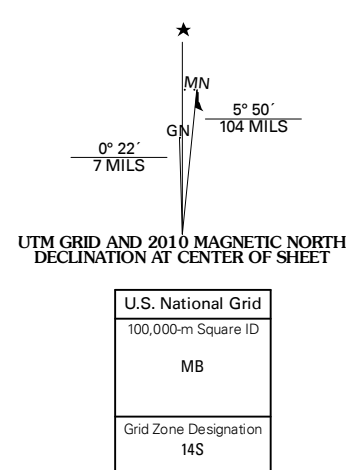 MN
5° 50´
104 MILS
GN
0° 22´
7 MILS
UTM GRID AND 2010 MAGNETIC NORTH
DECLINATION AT CENTER OF SHEET
U.S. National Grid
100,000-m Square ID
MB
Grid Zone Designation
14S